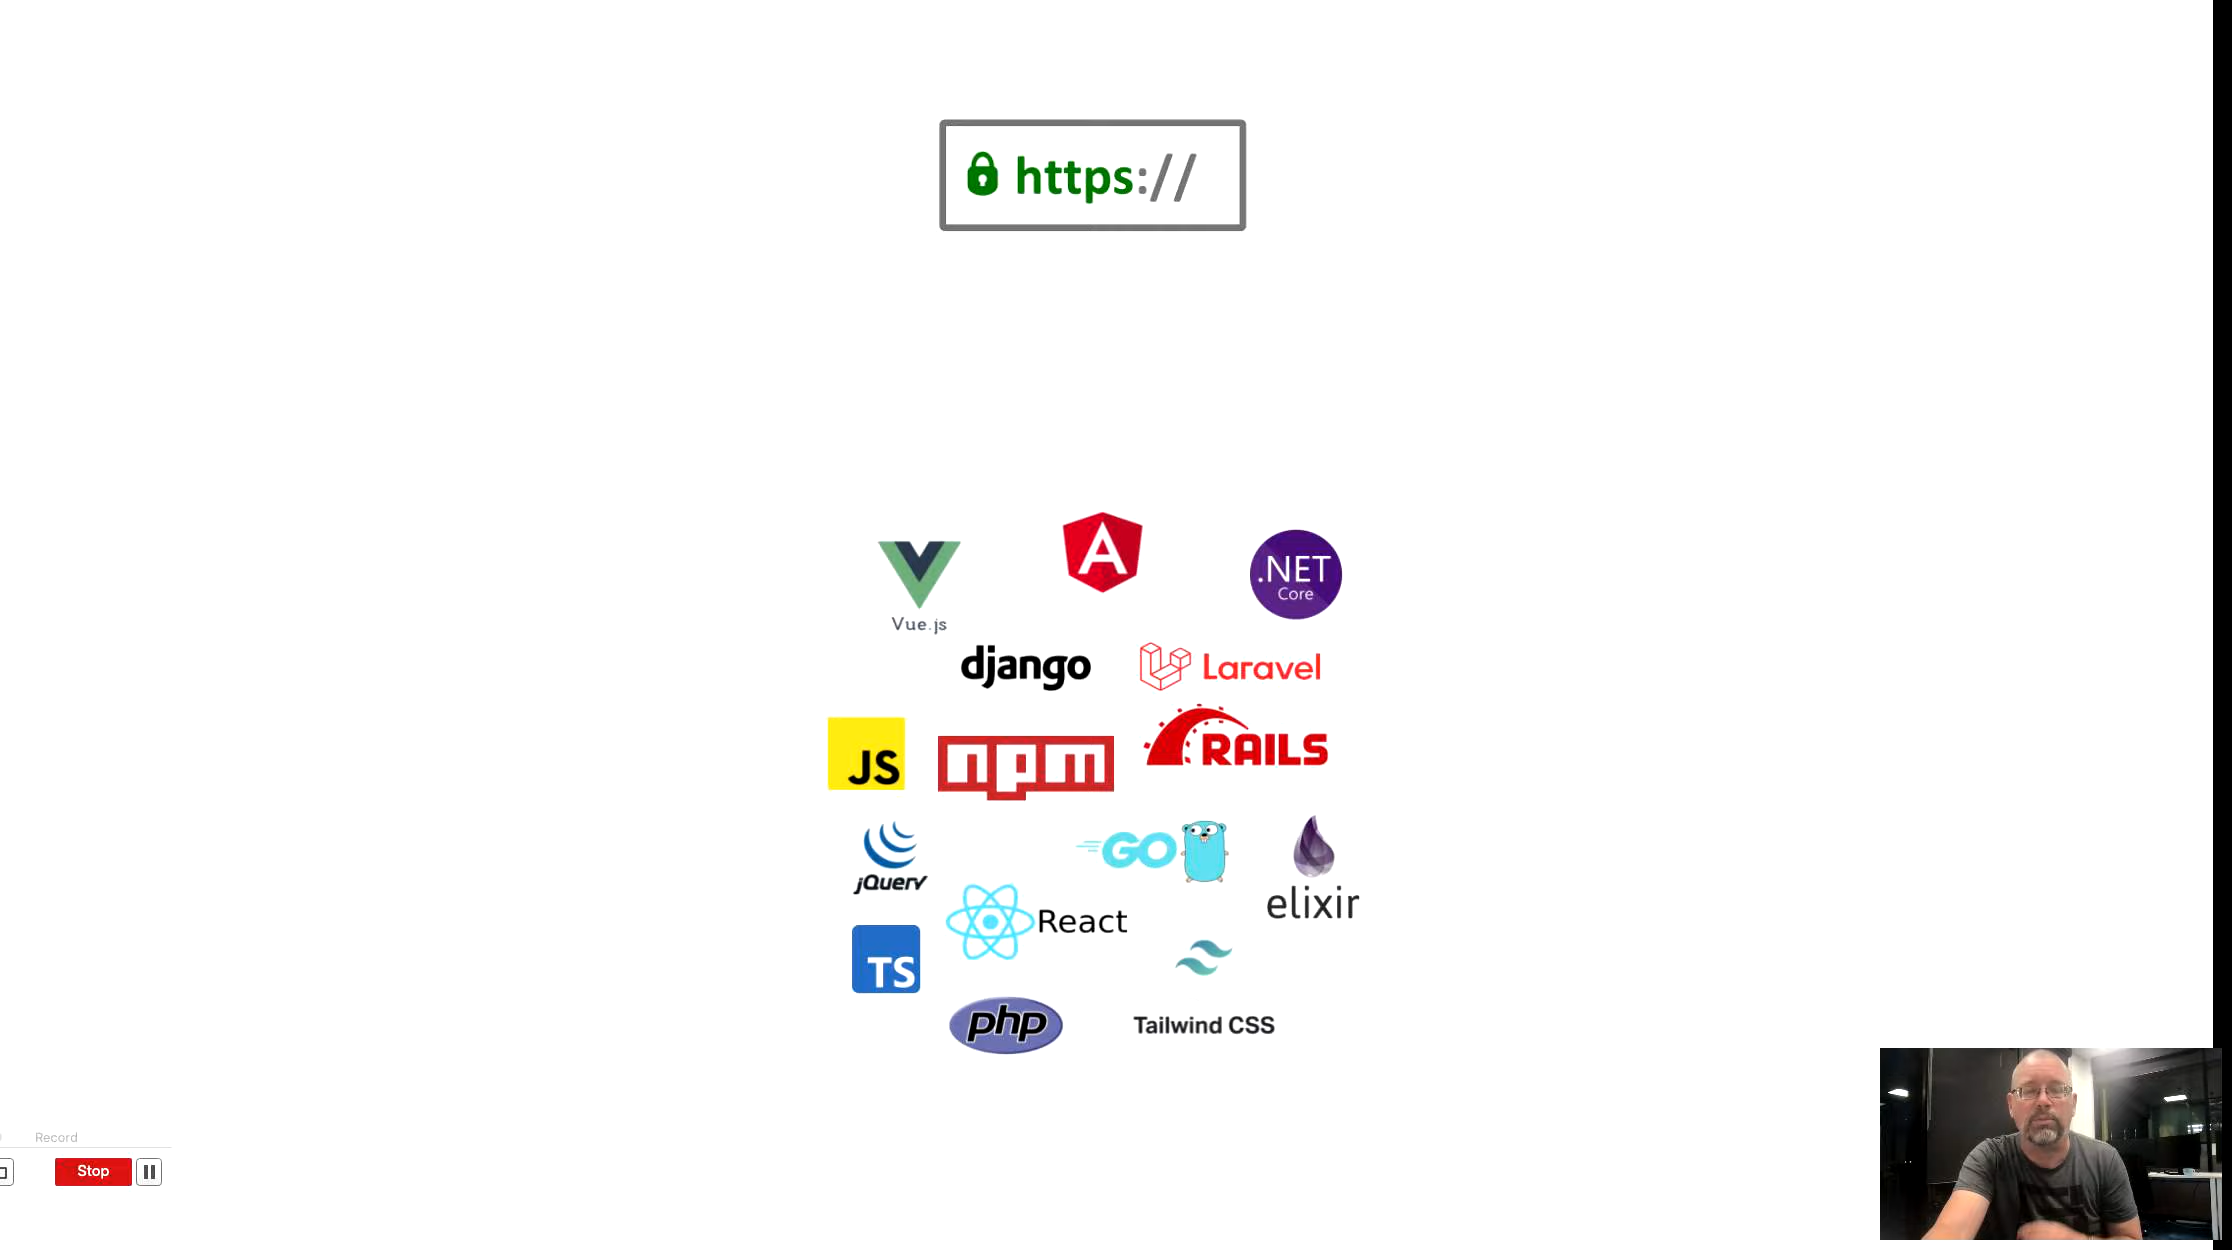 https://
A
.NET
Core
Vue.js
django
Laravel
JS
npm
RAILS
GO
jQuery
elixir
React
TS
php
Tailwind CSS
Record
Stop